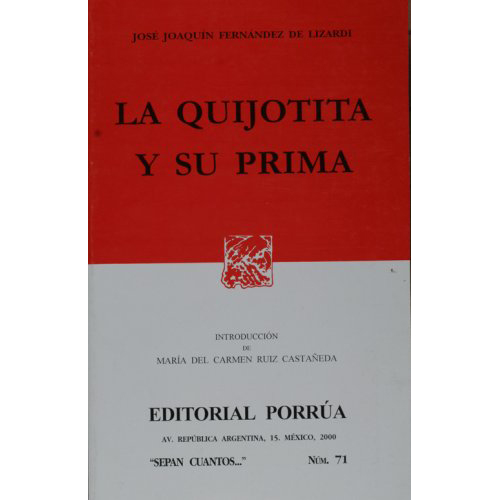 JOSÉ JOAQUÍN FERNÁNDEZ DE LIZARDI
LA QUIJOTITA
Y SU PRIMA
INTRODUCCIÓN
DE
MARÍA DEL CARMEN RUIZ CASTAÑEDA
EDITORIAL PORRÚA
AV. REPÚBLICA ARGENTINA, 15. MÉXICO, 2000
"SEPAN CUANTOS..." NÚM. 71